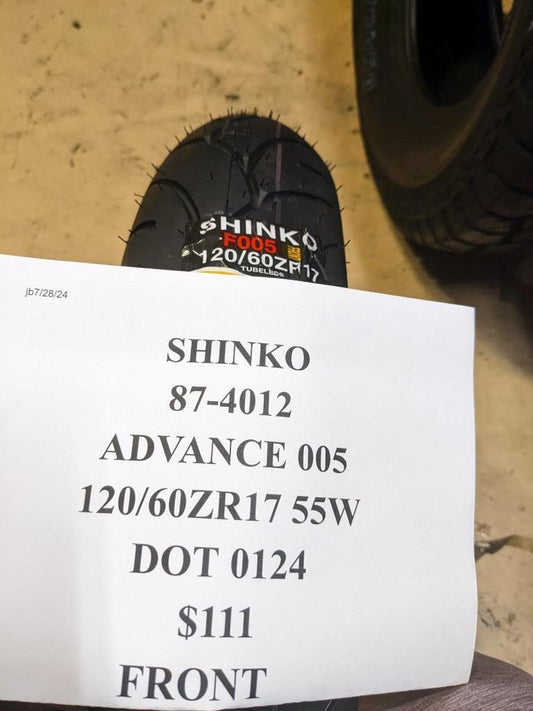 SHINKO
F005
120/60ZR17
TUBELESS
jb7/28/24
SHINKO
87-4012
ADVANCE 005
120/60ZR17 55W
DOT 0124
$111
FRONT